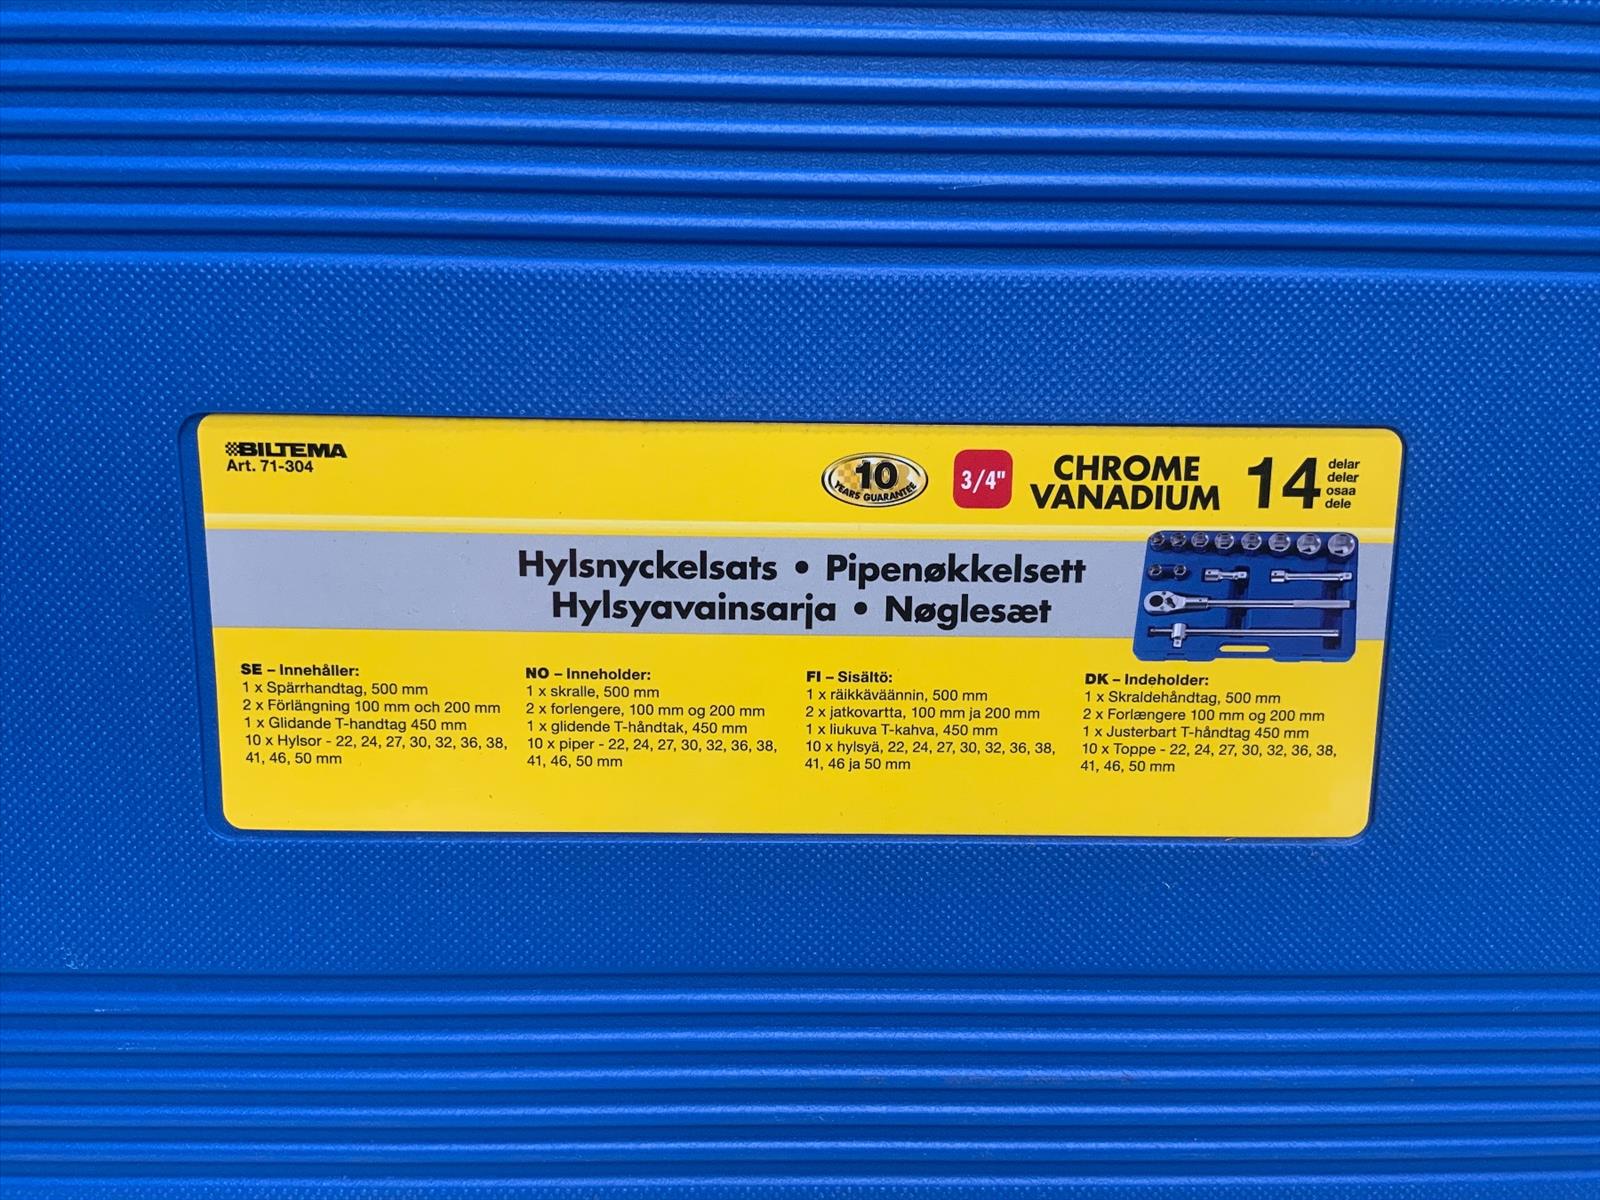 BILTEMA
Art. 71-304
10
YEARS GUARANTEE
3/4"
CHROME
VANADIUM
14
delar
deler
osaa
dele
Hylsnyckelsats • Pipenøkkelsett
Hylsyavainsarja • Nøglesæt
SE – Innehåller:
1 x Spärrhandtag, 500 mm
2 x Förlängning 100 mm och 200 mm
1 x Glidande T-handtag 450 mm
10 x Hylsor - 22, 24, 27, 30, 32, 36, 38,
41, 46, 50 mm
NO – Inneholder:
1 x skralle, 500 mm
2 x forlengere, 100 mm og 200 mm
1 x glidende T-håndtak, 450 mm
10 x piper - 22, 24, 27, 30, 32, 36, 38,
41, 46, 50 mm
FI – Sisältö:
1 x räikkäväännin, 500 mm
2 x jatkovartta, 100 mm ja 200 mm
1 x liukuva T-kahva, 450 mm
10 x hylsyä, 22, 24, 27, 30, 32, 36, 38,
41, 46 ja 50 mm
DK – Indeholder:
1 x Skraldehåndtag, 500 mm
2 x Forlængere 100 mm og 200 mm
1 x Justerbart T-håndtag 450 mm
10 x Toppe - 22, 24, 27, 30, 32, 36, 38,
41, 46, 50 mm